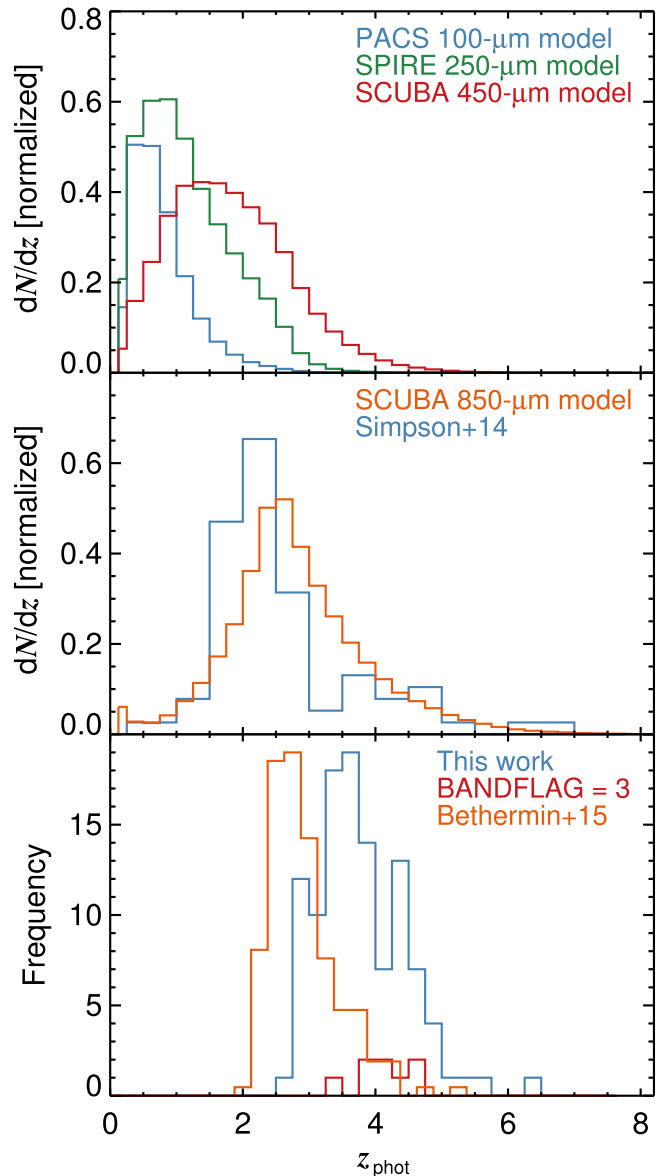 0.8
PACS 100-μm model
SPIRE 250-μm model
SCUBA 450-μm model
0.6
0.4
0.2
0.0
dN/dz [normalized]
SCUBA 850-μm model
Simpson+14
0.6
0.4
0.2
0.0
dN/dz [normalized]
This work
BANDFLAG = 3
Bethermin+15
15
10
5
0
Frequency
0 2 4 6 8
zphot